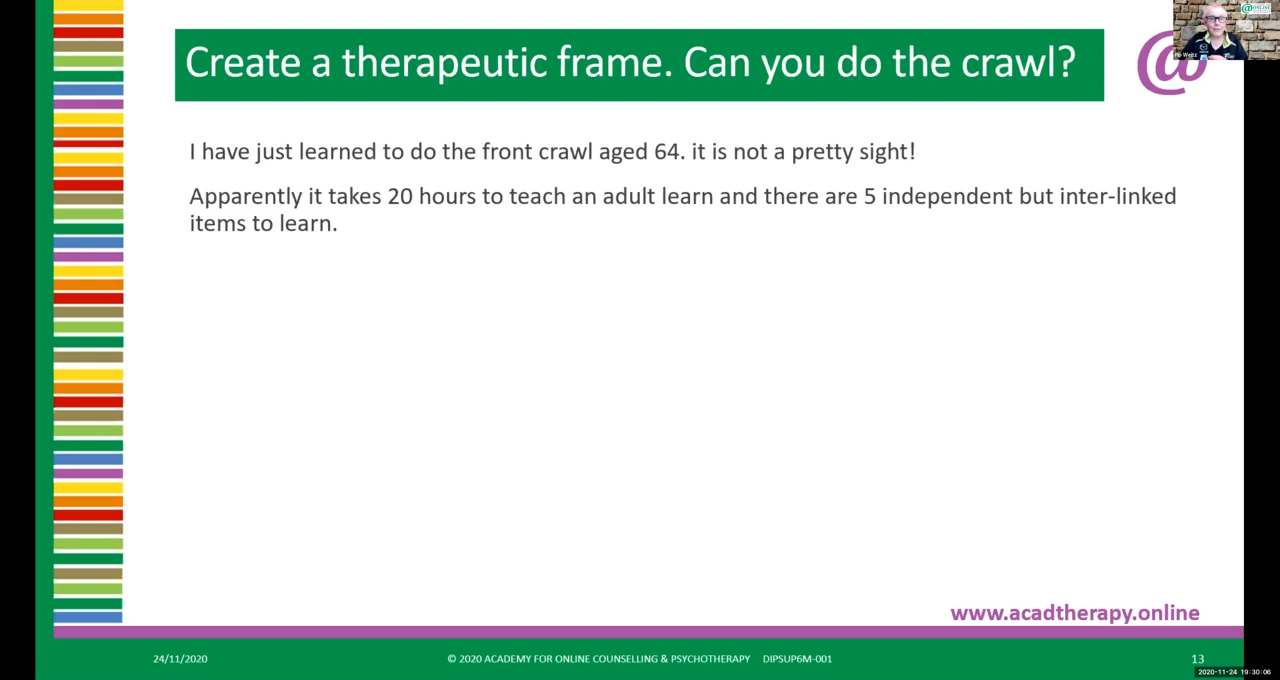 Create a therapeutic frame. Can you do the crawl?
@ONLINE
I have just learned to do the front crawl aged 64. it is not a pretty sight!
Apparently it takes 20 hours to teach an adult learn and there are 5 independent but inter-linked
items to learn.
www.acadtherapy.online
24/11/2020
© 2020 ACADEMY FOR ONLINE COUNSELLING & PSYCHOTHERAPY DIPSUP6M-001
13
2020-11-24 19:30:06